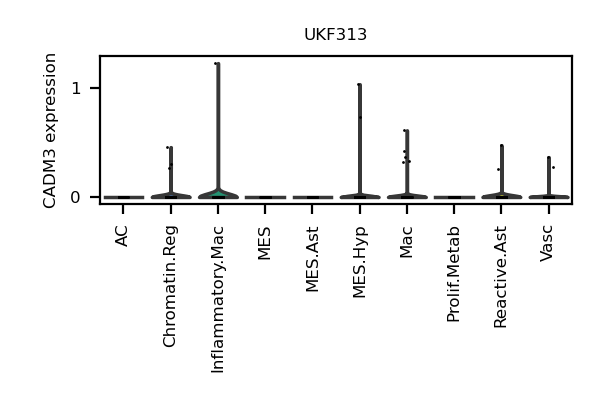 UKF313
CADM3 expression
1
0
AC
Chromatin.Reg
Inflammatory.Mac
MES
MES.Ast
MES.Hyp
Mac
Prolif.Metab
Reactive.Ast
Vasc